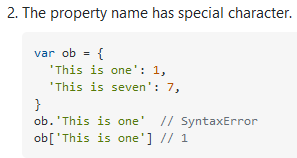 2. The property name has special character.
var ob = {
  'This is one': 1,
  'This is seven': 7,
}
ob.'This is one'  // SyntaxError
ob['This is one'] // 1